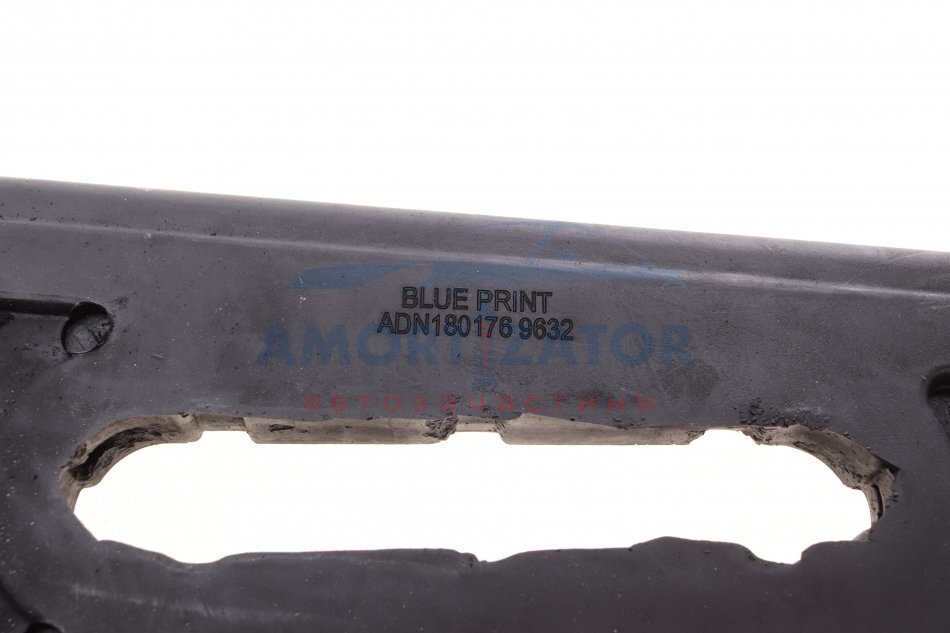 BLUE PRINT
ADN180176 9632
AMORTIZATOR
автозапчастини